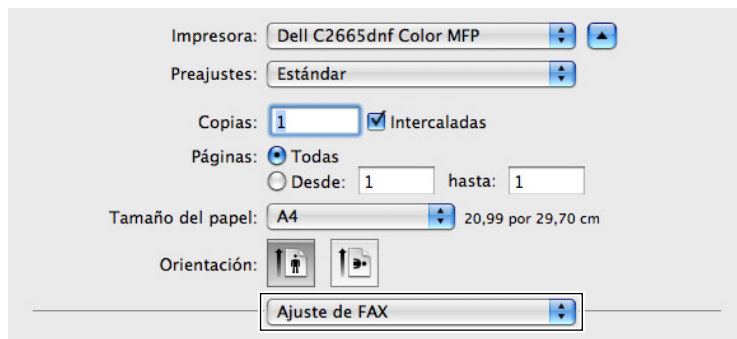 Impresora: Dell C2665dnf Color MFP
Preajustes: Estándar
Copias: 1 Intercaladas
Páginas: Todas
Desde: 1 hasta: 1
Tamaño del papel: A4 20,99 por 29,70 cm
Orientación:
Ajuste de FAX